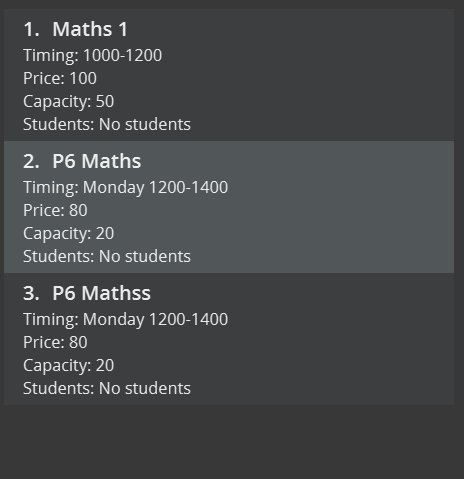 1. Maths 1
Timing: 1000-1200
Price: 100
Capacity: 50
Students: No students
2. P6 Maths
Timing: Monday 1200-1400
Price: 80
Capacity: 20
Students: No students
3. P6 Mathss
Timing: Monday 1200-1400
Price: 80
Capacity: 20
Students: No students